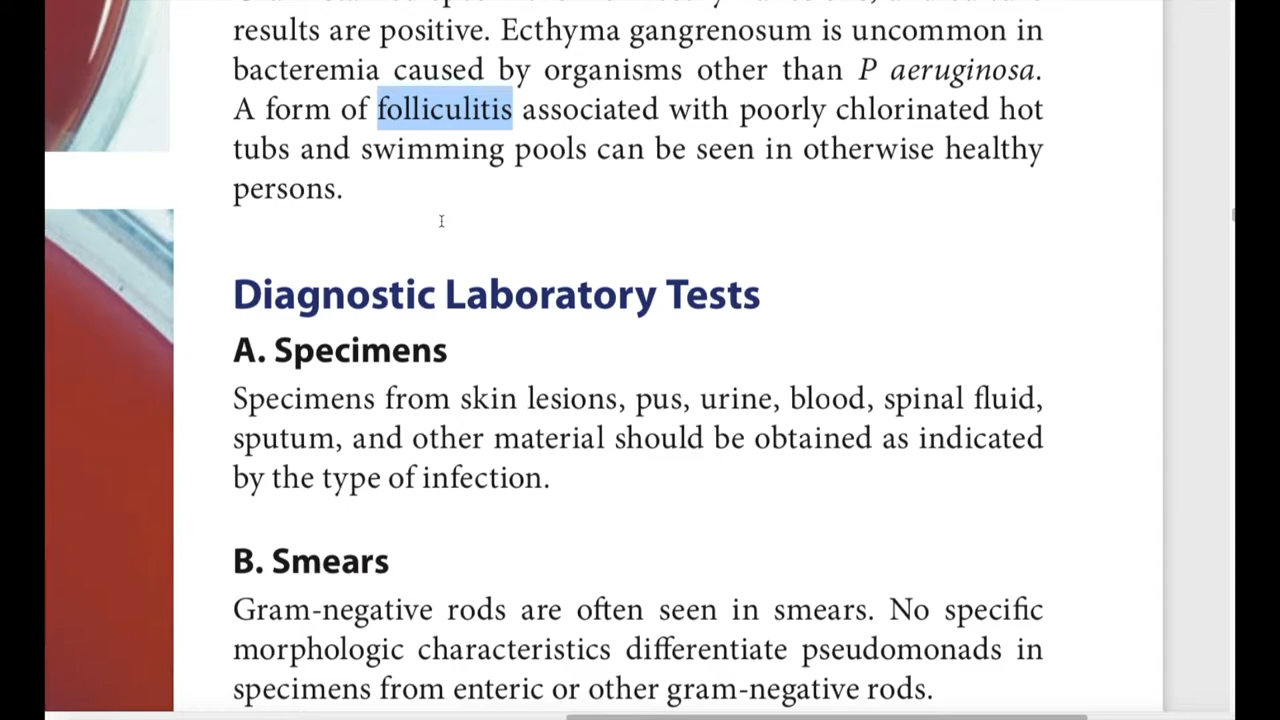 results are positive. Ecthyma gangrenosum is uncommon in
bacteremia caused by organisms other than P aeruginosa.
A form of folliculitis associated with poorly chlorinated hot
tubs and swimming pools can be seen in otherwise healthy
persons.
Diagnostic Laboratory Tests
A. Specimens
Specimens from skin lesions, pus, urine, blood, spinal fluid,
sputum, and other material should be obtained as indicated
by the type of infection.
B. Smears
Gram-negative rods are often seen in smears. No specific
morphologic characteristics differentiate pseudomonads in
specimens from enteric or other gram-negative rods.